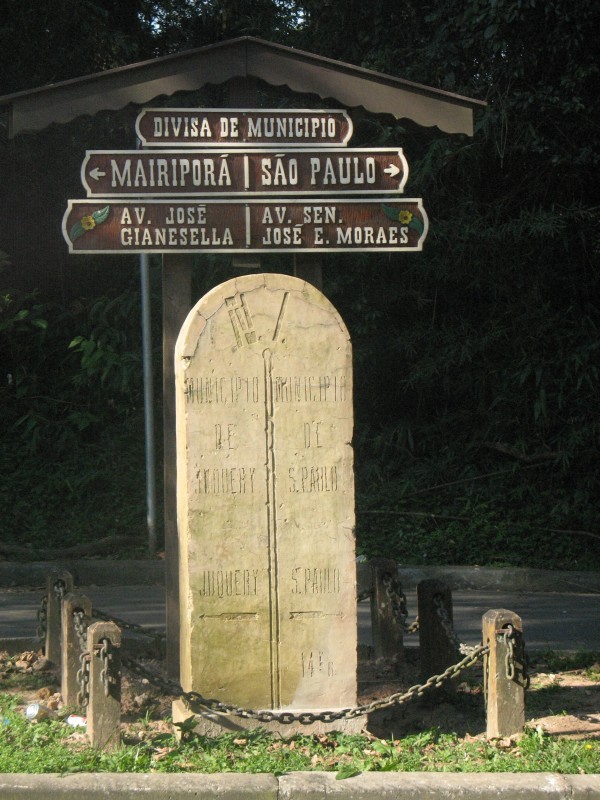 DIVISA DE MUNICIPIO
MAIRIPORÁ SÃO PAULO
AV. JOSÉ GIANESELLA
AV. SEN. JOSÉ E. MORAES
MUNICIPIO MUNICIPIO
DE DE
JUQUERY S. PAULO
JUQUERY S. PAULO
14 K